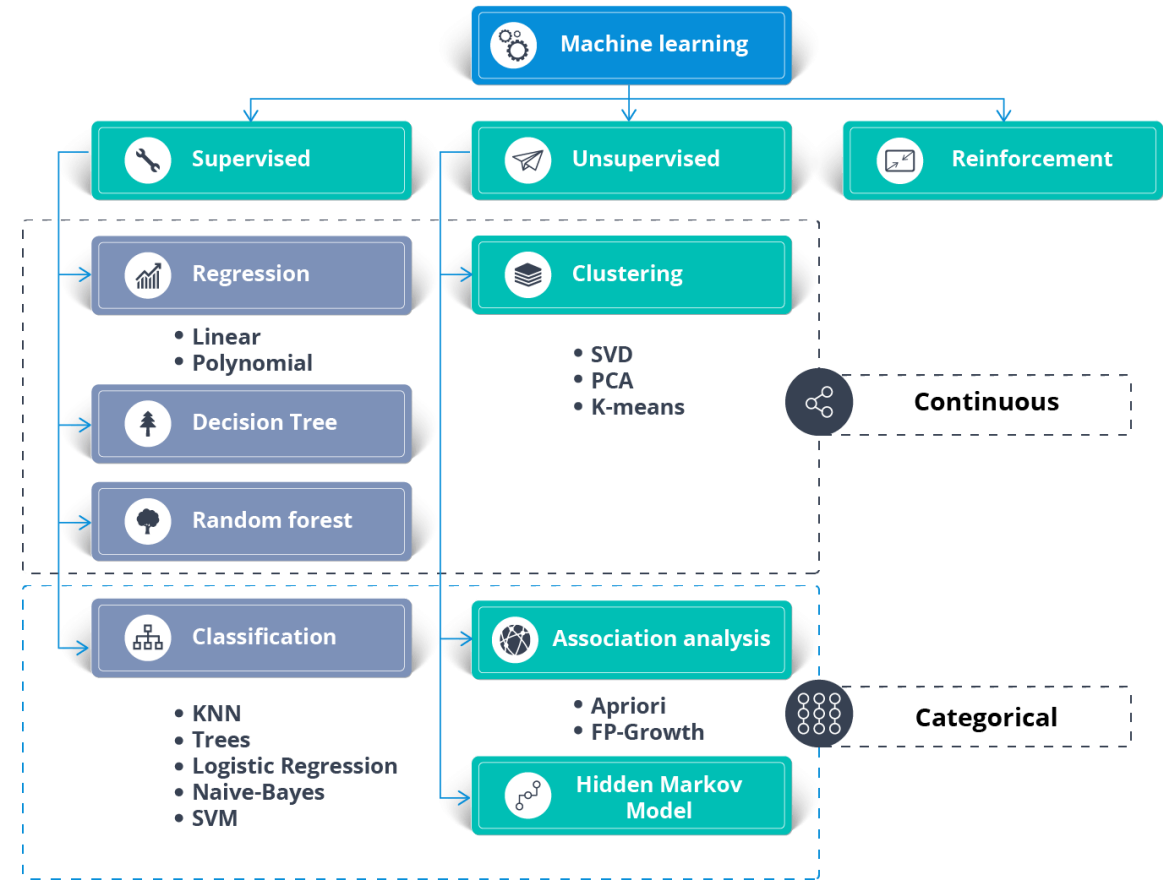 Machine learning
Supervised
Unsupervised
Reinforcement
Regression
• Linear
• Polynomial
Decision Tree
Random forest
Clustering
• SVD
• PCA
• K-means
Continuous
Classification
• KNN
• Trees
• Logistic Regression
• Naive-Bayes
• SVM
Association analysis
• Apriori
• FP-Growth
Hidden Markov
Model
Categorical